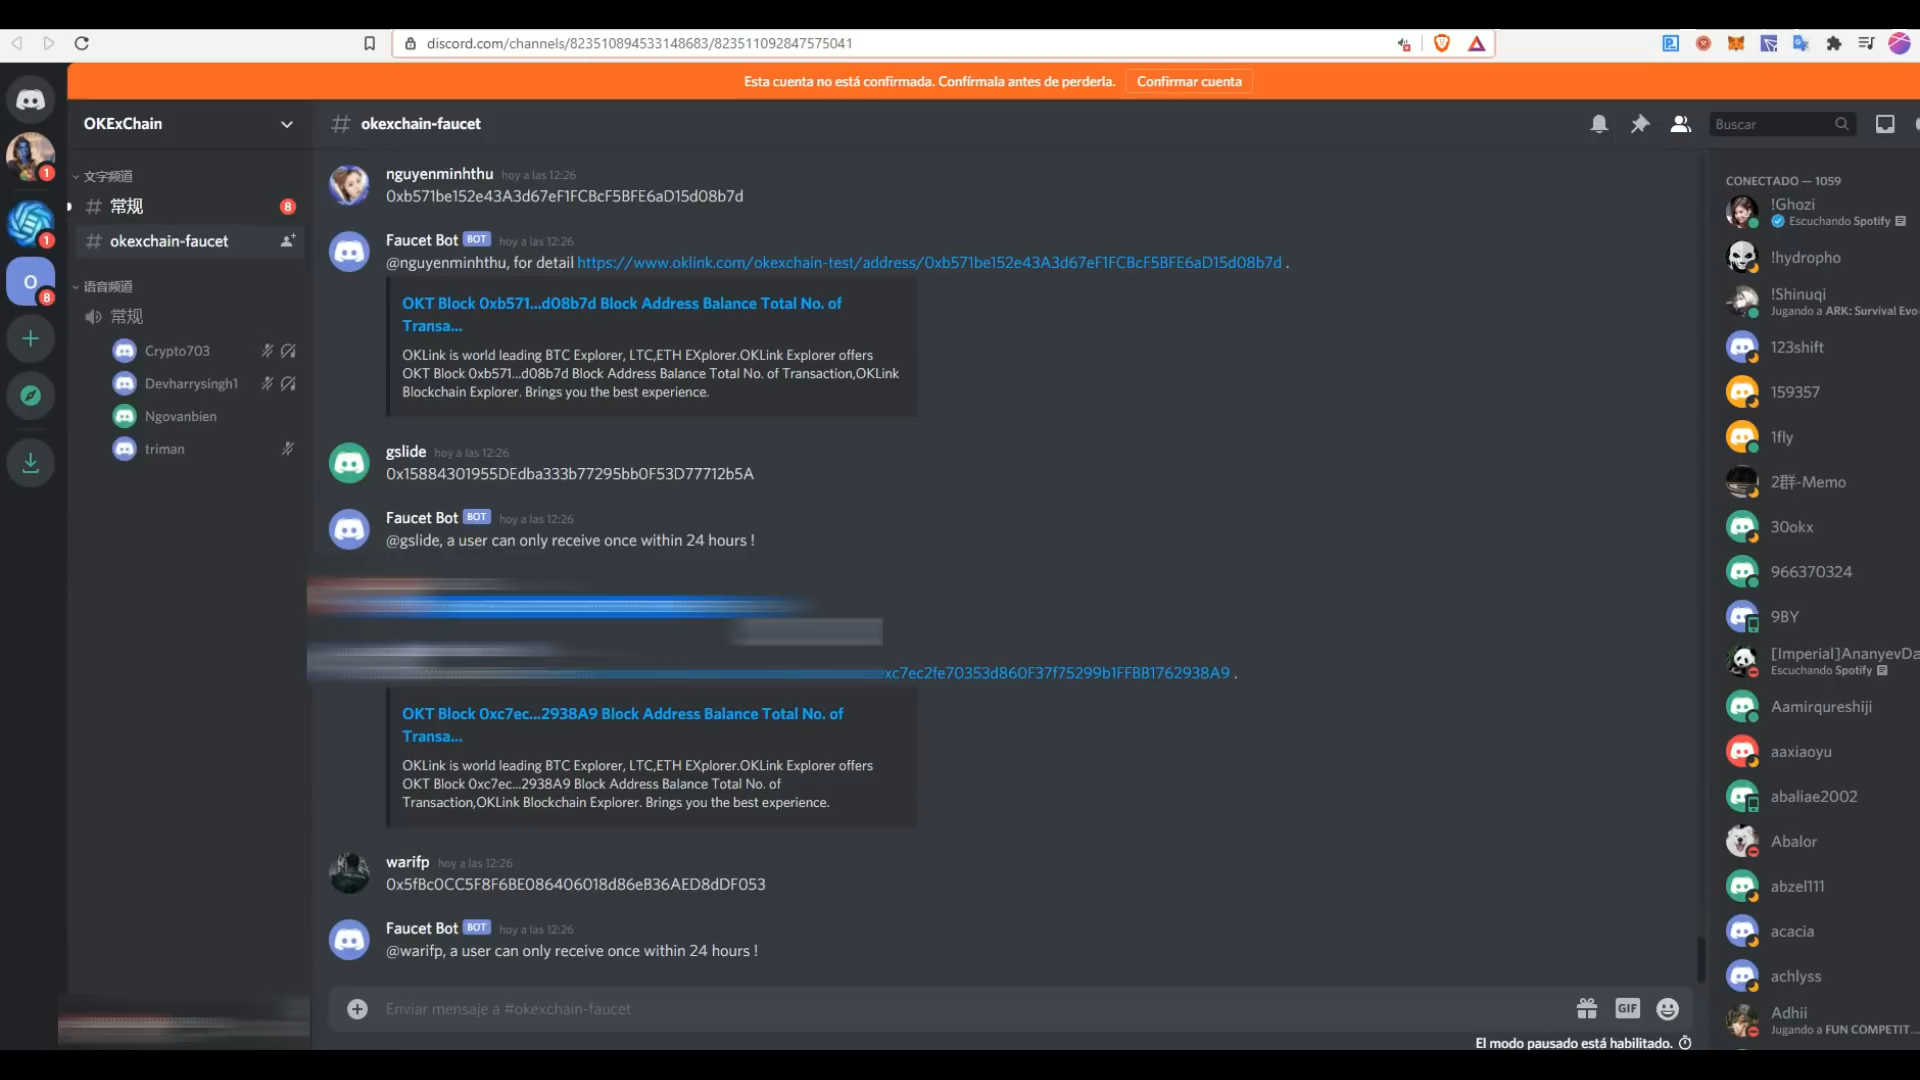 discord.com/channels/823510894533148683/823511092847575041
Esta cuenta no está confirmada. Confírmala antes de perderla.
Confirmar cuenta
OKExChain
# okexchain-faucet
Buscar
1
文字频道
# 常规
8
1
# okexchain-faucet
O
8
语音频道
常规
Crypto703
Devharrysingh1
Ngovanbien
triman
nguyenminhthu hoy a las 12:26
0xb571be152e43A3d67eF1FCBcF5BFE6aD15d08b7d
Faucet Bot BOT hoy a las 12:26
@nguyenminhthu, for detail https://www.oklink.com/okexchain-test/address/0xb571be152e43A3d67eF1FCBcF5BFE6aD15d08b7d .
OKT Block 0xb571...d08b7d Block Address Balance Total No. of
Transa...
OKLink is world leading BTC Explorer, LTC,ETH EXplorer.OKLink Explorer offers
OKT Block 0xb571...d08b7d Block Address Balance Total No. of Transaction,OKLink
Blockchain Explorer. Brings you the best experience.
gslide hoy a las 12:26
0x15884301955DEdba333b77295bb0F53D77712b5A
Faucet Bot BOT hoy a las 12:26
@gslide, a user can only receive once within 24 hours !
xc7ec2fe70353d860F37f75299b1FFBB1762938A9 .
OKT Block 0xc7ec...2938A9 Block Address Balance Total No. of
Transa...
OKLink is world leading BTC Explorer, LTC,ETH EXplorer.OKLink Explorer offers
OKT Block 0xc7ec...2938A9 Block Address Balance Total No. of
Transaction,OKLink Blockchain Explorer. Brings you the best experience.
warifp hoy a las 12:26
0x5fBc0CC5F8F6BE086406018d86eB36AED8dDF053
Faucet Bot BOT hoy a las 12:26
@warifp, a user can only receive once within 24 hours !
Enviar mensaje a #okexchain-faucet
GIF
El modo pausado está habilitado.
CONECTADO — 1059
!Ghozi
Escuchando Spotify
!hydropho
!Shinuqi
Jugando a ARK: Survival Evo
123shift
159357
1fly
2群-Memo
30okx
966370324
9BY
[Imperial]AnanyevDa
Escuchando Spotify
Aamirqureshiji
aaxiaoyu
abaliae2002
Abalor
abzel111
acacia
achlyss
Adhii
Jugando a FUN COMPETIT...